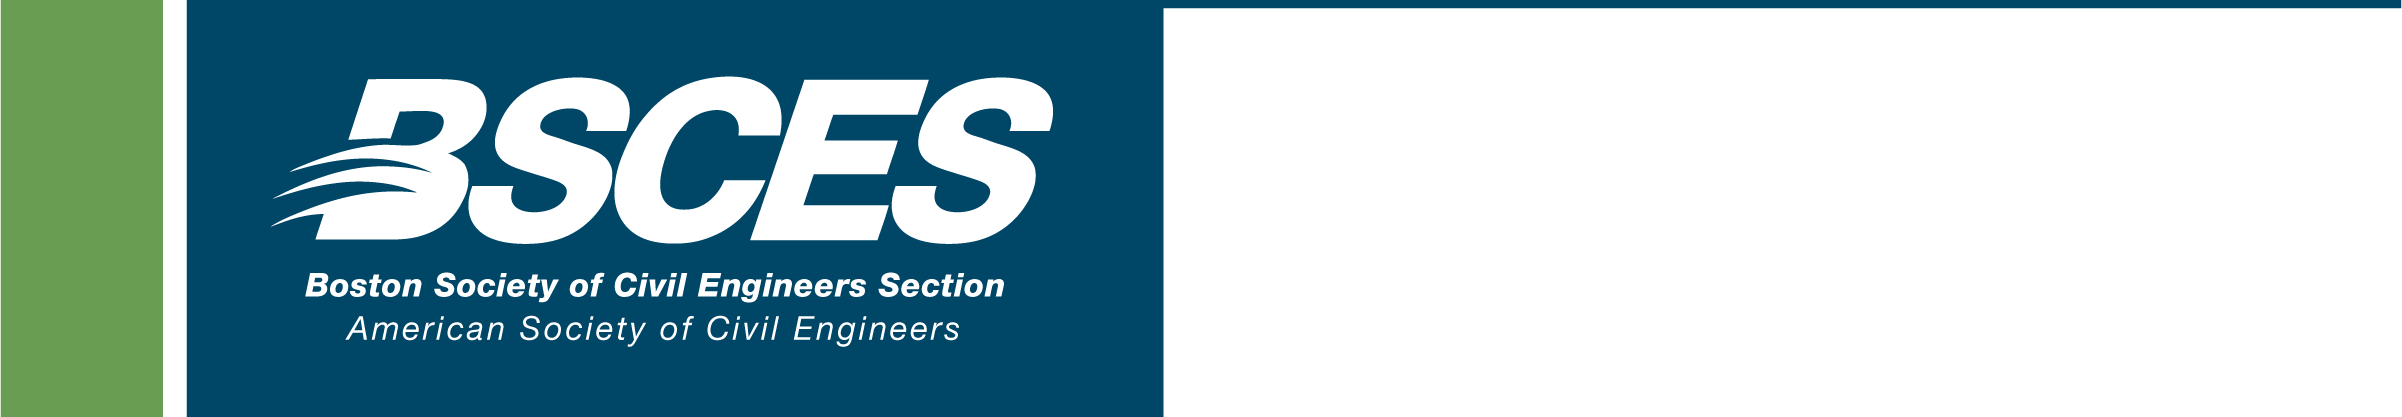 BSCES
Boston Society of Civil Engineers Section
American Society of Civil Engineers